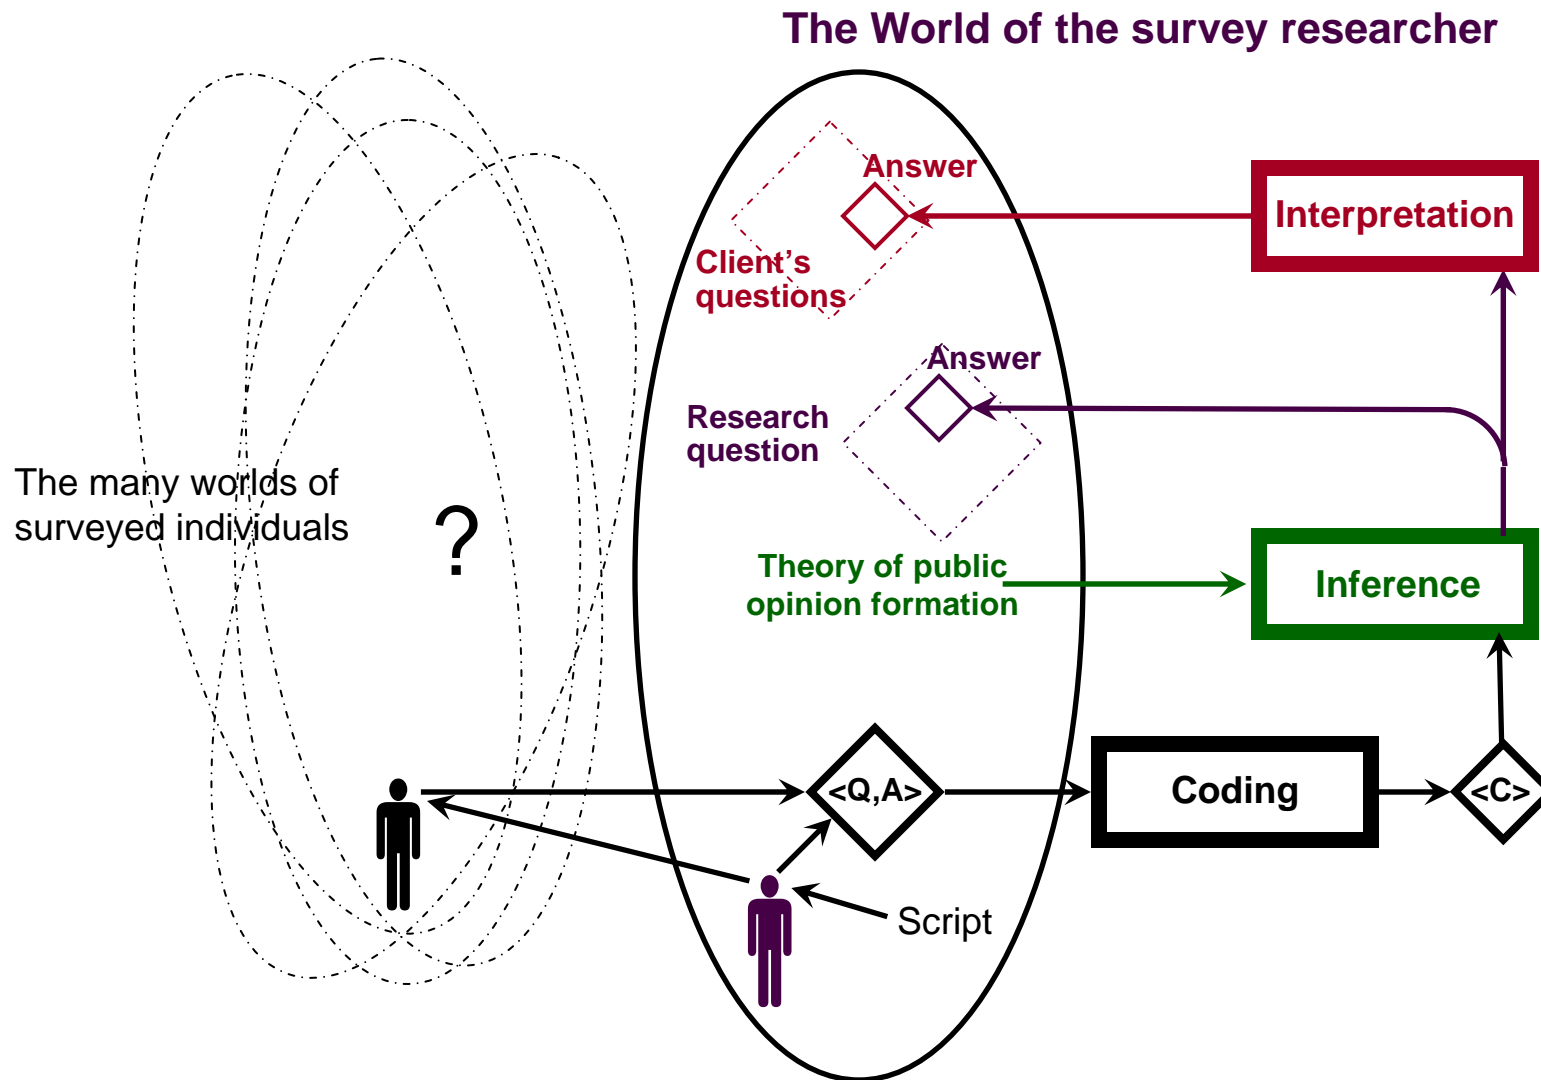 The World of the survey researcher
Answer
Interpretation
Client's
questions
Answer
Research
question
The many worlds of
surveyed individuals
?
Theory of public
opinion formation
Inference
<Q,A>
Coding
<C>
Script